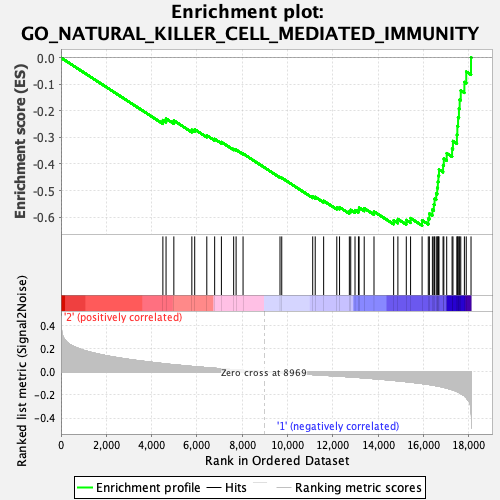 Enrichment plot:
GO_NATURAL_KILLER_CELL_MEDIATED_IMMUNITY
Enrichment score (ES)
0.0
-0.1
-0.2
-0.3
-0.4
-0.5
-0.6
Ranked list metric (Signal2Noise)
'2' (positively correlated)
0.4
0.2
0.0
-0.2
-0.4
Zero cross at 8969
'1' (negatively correlated)
0
2,000
4,000
6,000
8,000
10,000
12,000
14,000
16,000
18,000
Rank in Ordered Dataset
Enrichment profile
Hits
Ranking metric scores